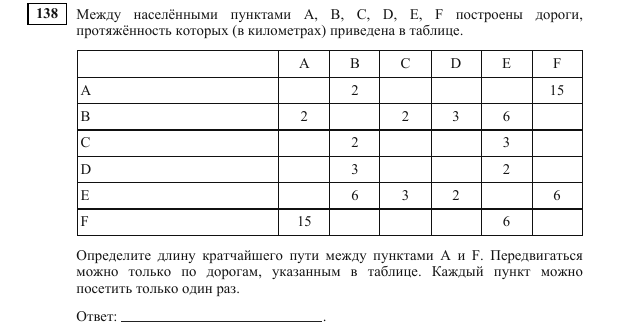 138 Между населёнными пунктами A, B, C, D, E, F построены дороги,
протяжённость которых (в километрах) приведена в таблице.
A B C D E F
A 2 15
B 2 2 3 6
C 2 3
D 3 2
E 6 3 2 6
F 15 6
Определите длину кратчайшего пути между пунктами A и F. Передвигаться
можно только по дорогам, указанным в таблице. Каждый пункт можно
посетить только один раз.
Ответ: ______________________.